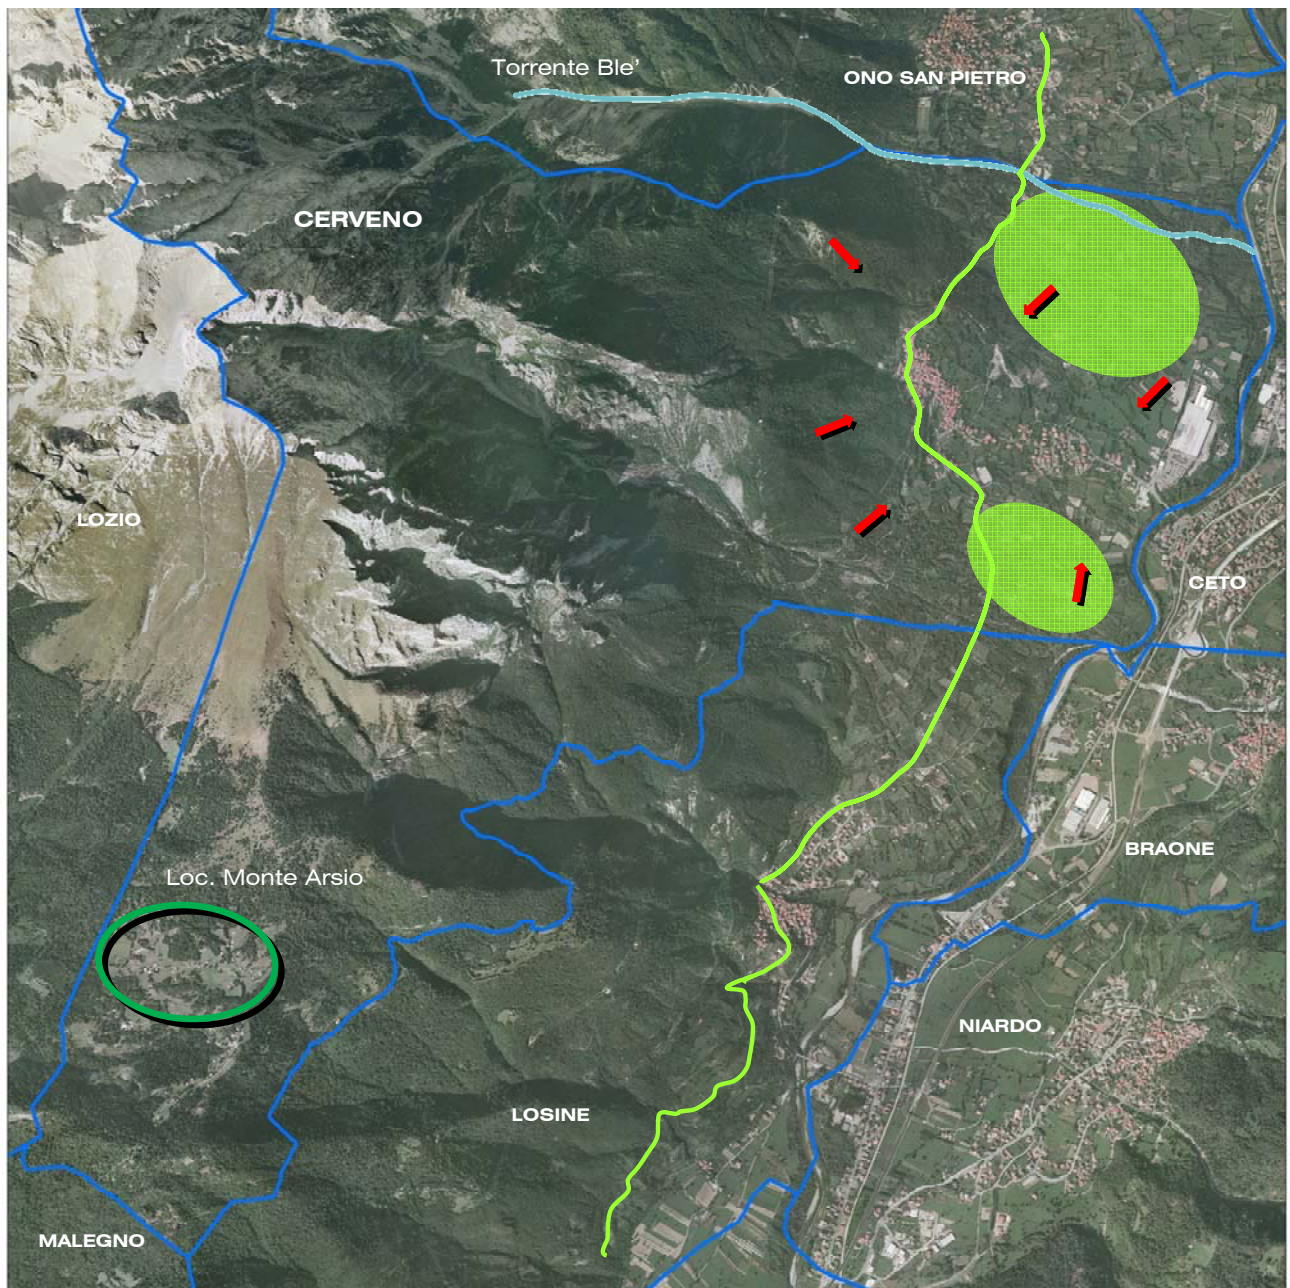 Torrente Ble'
ONO SAN PIETRO
CERVENO
LOZIO
CETO
BRAONE
Loc. Monte Arsio
NIARDO
LOSINE
MALEGNO